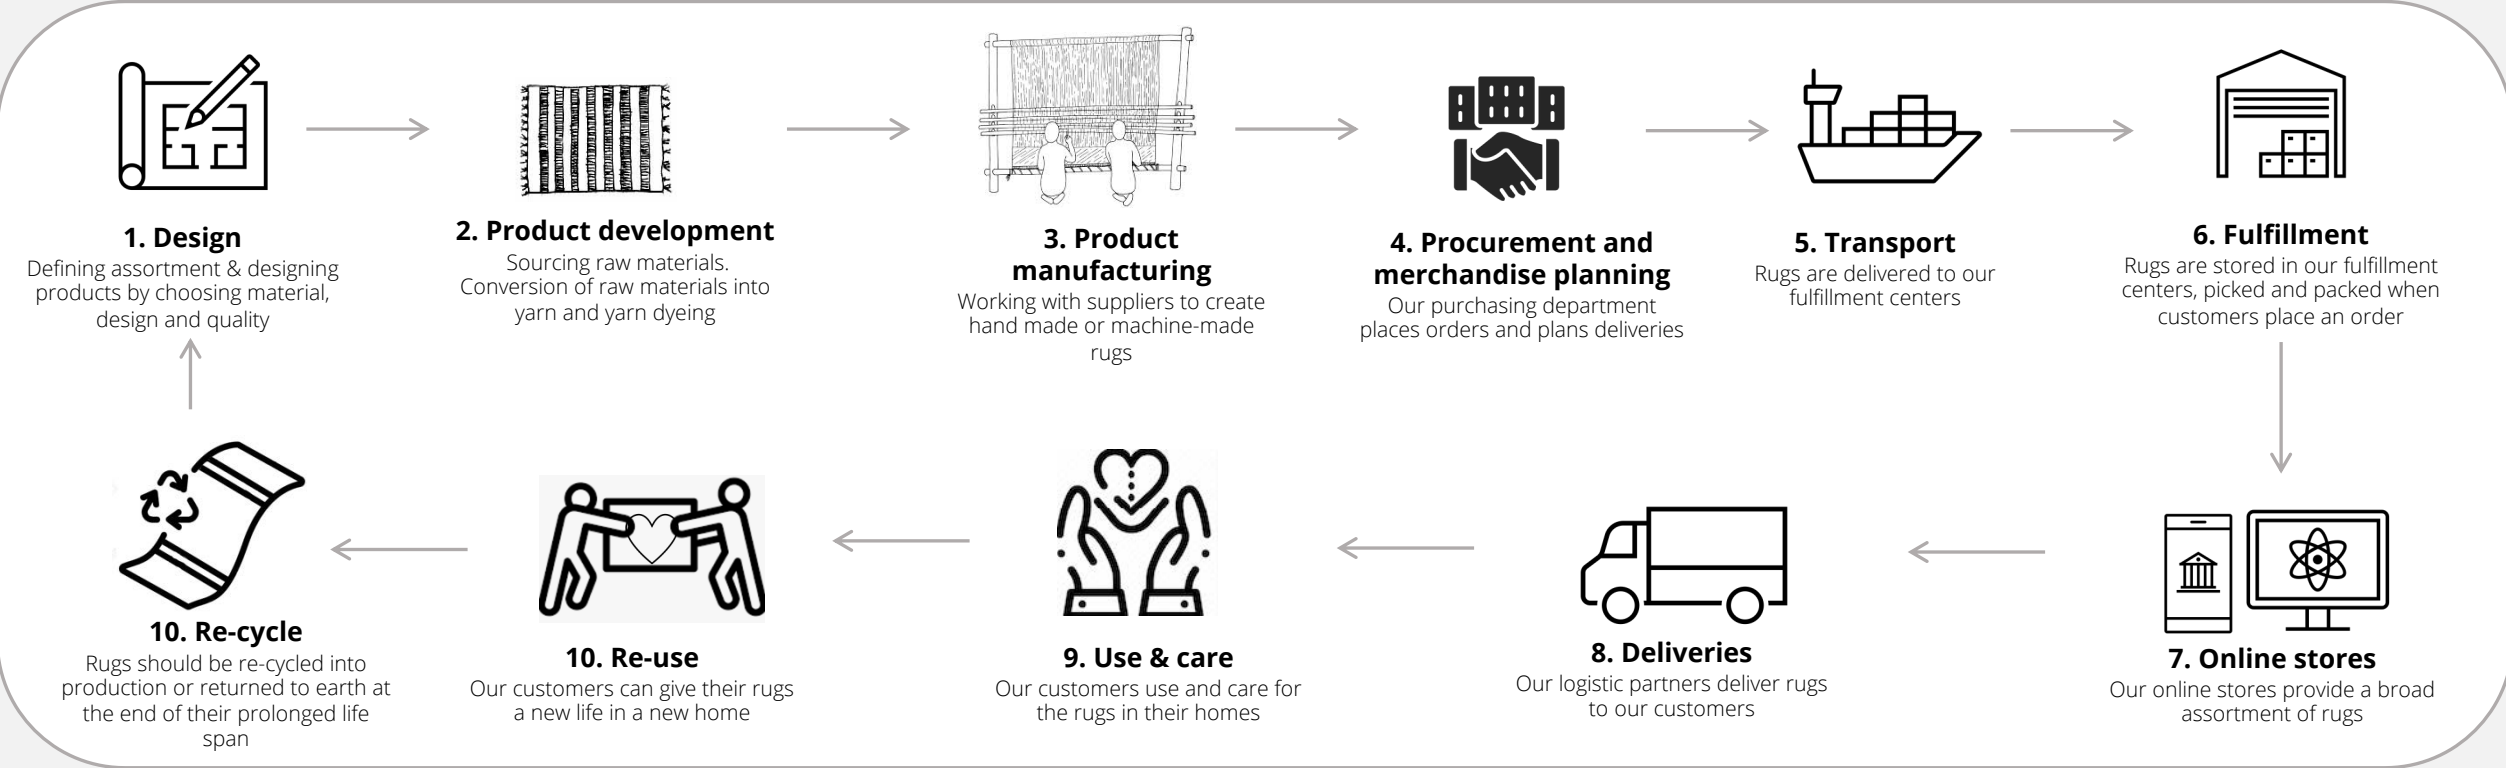 1. Design
Defining assortment & designing
products by choosing material,
design and quality
2. Product development
Sourcing raw materials.
Conversion of raw materials into
yarn and yarn dyeing
3. Product
manufacturing
Working with suppliers to create
hand made or machine-made
rugs
4. Procurement and
merchandise planning
Our purchasing department
places orders and plans deliveries
5. Transport
Rugs are delivered to our
fulfillment centers
6. Fulfillment
Rugs are stored in our fulfillment
centers, picked and packed when
customers place an order
7. Online stores
Our online stores provide a broad
assortment of rugs
8. Deliveries
Our logistic partners deliver rugs
to our customers
9. Use & care
Our customers use and care for
the rugs in their homes
10. Re-use
Our customers can give their rugs
a new life in a new home
10. Re-cycle
Rugs should be re-cycled into
production or returned to earth at
the end of their prolonged life
span